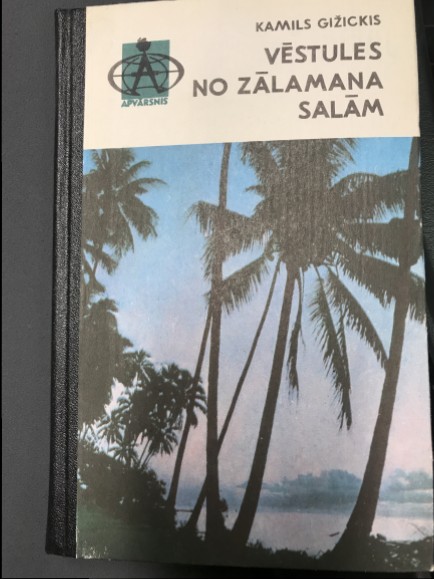 KAMILS GIŽICKIS
VĒSTULES
NO ZĀLAMANA
SALĀM
APVĀRSNIS